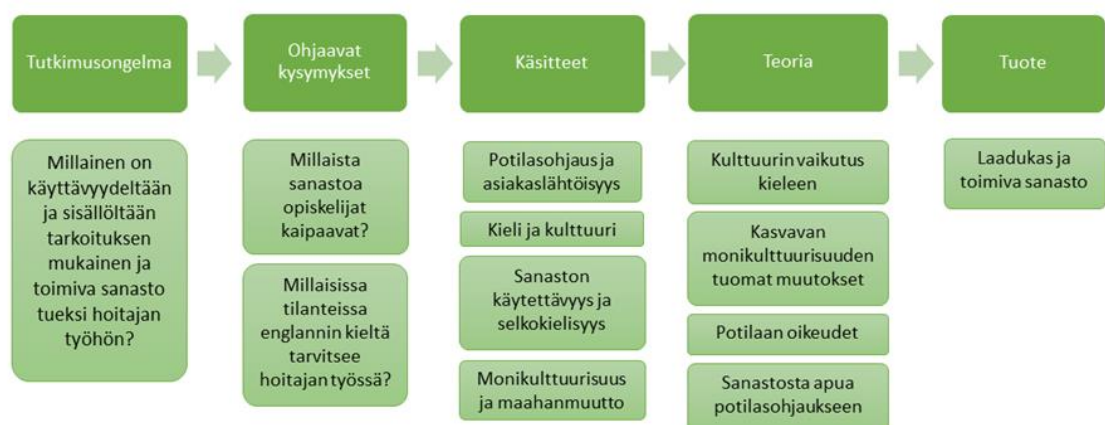 Tutkimusongelma
Millainen on
käyttävyydeltään
ja sisällöltään
tarkoituksen
mukainen ja
toimiva sanasto
tueksi hoitajan
työhön?
Ohjaavat
kysymykset
Millaista
sanastoa
opiskelijat
kaipaavat?
Millaisissa
tilanteissa
englannin kieltä
tarvitsee
hoitajan työssä?
Käsitteet
Potilasohjaus ja
asiakaslähtöisyys
Kieli ja kulttuuri
Sanaston
käytettävyys ja
selkokielisyys
Monikulttuurisuus
ja maahanmuutto
Teoria
Kulttuurin vaikutus
kieleen
Kasvavan
monikulttuurisuuden
tuomat muutokset
Potilaan oikeudet
Sanastosta apua
potilasohjaukseen
Tuote
Laadukas ja
toimiva sanasto